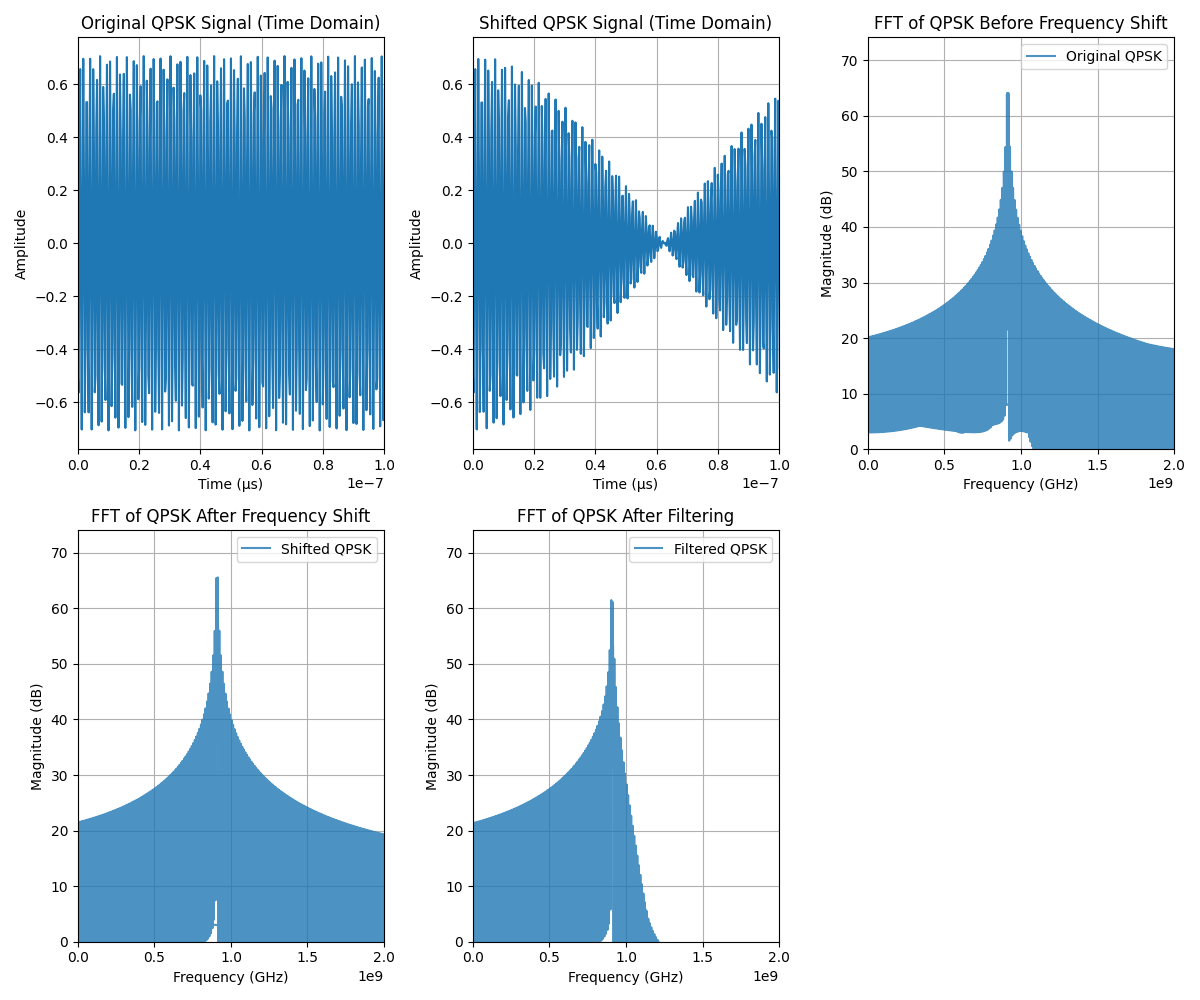 Original QPSK Signal (Time Domain)
Amplitude
0.6
0.4
0.2
0.0
−0.2
−0.4
−0.6
0.0 0.2 0.4 0.6 0.8 1.0
Time (μs)
1e−7
Shifted QPSK Signal (Time Domain)
Amplitude
0.6
0.4
0.2
0.0
−0.2
−0.4
−0.6
0.0 0.2 0.4 0.6 0.8 1.0
Time (μs)
1e−7
FFT of QPSK Before Frequency Shift
Original QPSK
Magnitude (dB)
70
60
50
40
30
20
10
0
0.0 0.5 1.0 1.5 2.0
Frequency (GHz)
1e9
FFT of QPSK After Frequency Shift
Shifted QPSK
Magnitude (dB)
70
60
50
40
30
20
10
0
0.0 0.5 1.0 1.5 2.0
Frequency (GHz)
1e9
FFT of QPSK After Filtering
Filtered QPSK
Magnitude (dB)
70
60
50
40
30
20
10
0
0.0 0.5 1.0 1.5 2.0
Frequency (GHz)
1e9